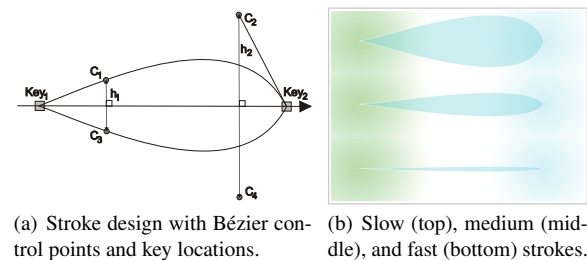 C2
h2
C1
Key1
h1
Key2
C3
C4
(a) Stroke design with Bézier con-
trol points and key locations.
(b) Slow (top), medium (mid-
dle), and fast (bottom) strokes.